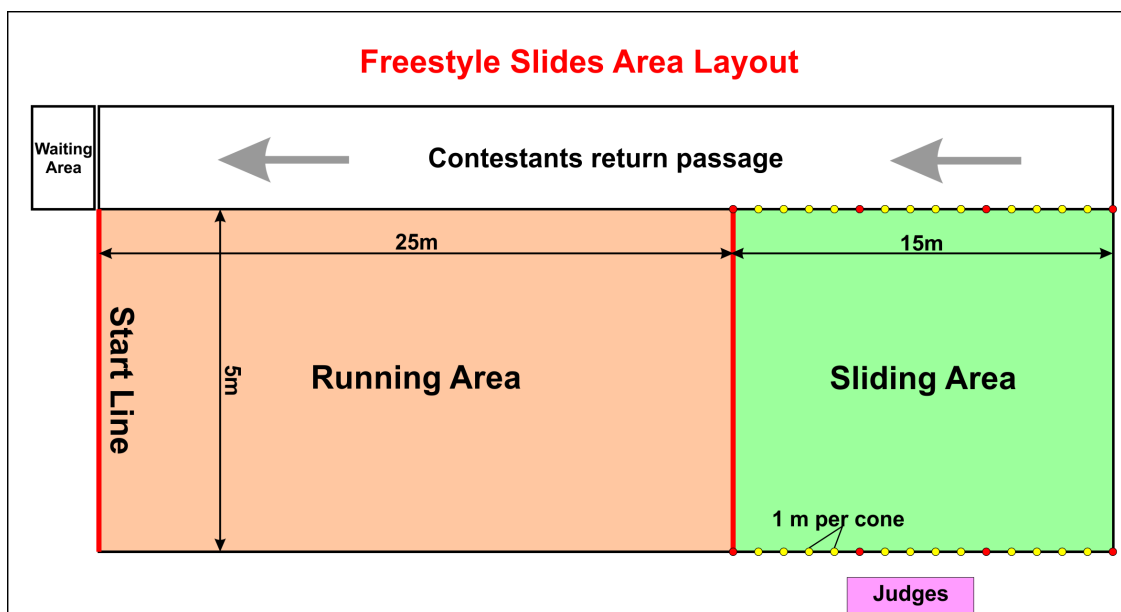 Freestyle Slides Area Layout
Waiting
Area
Contestants return passage
25m
15m
Start Line
5m
Running Area
Sliding Area
1 m per cone
Judges